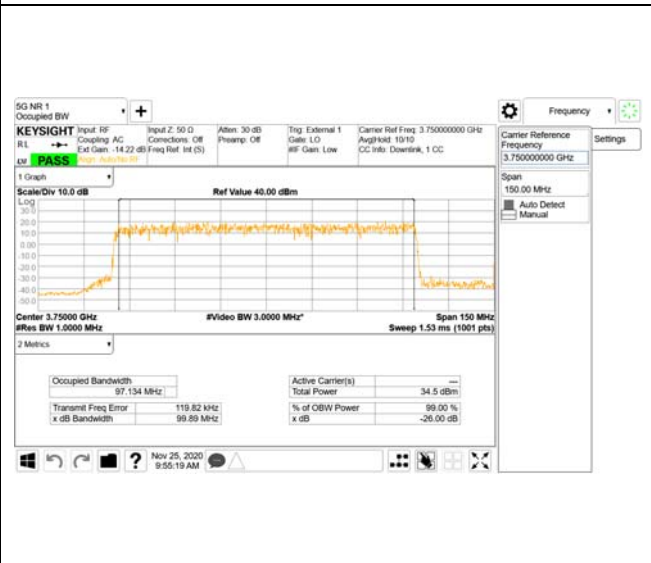 5G NR 1
Occupied BW
Frequency
KEYSIGHT
Input: RF
Input Z: 50 Ω
Atten: 30 dB
Trig: External 1
Carrier Ref Freq: 3.750000000 GHz
RL
Coupling: AC
Corrections: Off
Preamp: Off
Gate: LO
Avg|Hold: 10/10
Ext Gain: -14.22 dB
Freq Ref: Int (S)
#IF Gain: Low
CC Info: Downlink, 1 CC
PASS
Align: Auto/No RF
Carrier Reference
Frequency
3.750000000 GHz
Settings
Span
150.00 MHz
Auto Detect
Manual
1 Graph
Scale/Div 10.0 dB
Ref Value 40.00 dBm
Log
30.0
20.0
10.0
0.00
-10.0
-20.0
-30.0
-40.0
-50.0
Center 3.75000 GHz
#Video BW 3.0000 MHz*
Span 150 MHz
#Res BW 1.0000 MHz
Sweep 1.53 ms (1001 pts)
2 Metrics
Occupied Bandwidth
97.134 MHz
Active Carrier(s)
---
Total Power
34.5 dBm
Transmit Freq Error
119.82 kHz
% of OBW Power
99.00 %
x dB Bandwidth
99.89 MHz
x dB
-26.00 dB
?
Nov 25, 2020
9:55:19 AM